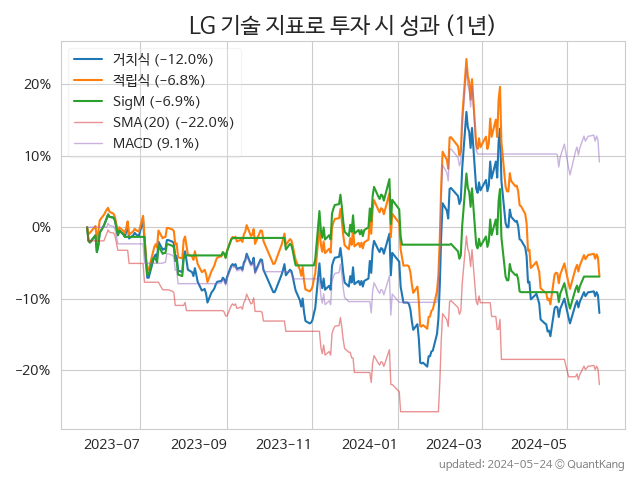 LG 기술 지표로 투자 시 성과 (1년)
거치식 (−12.0%)
적립식 (−6.8%)
SigM (−6.9%)
SMA(20) (−22.0%)
MACD (9.1%)
20%
10%
0%
−10%
−20%
2023-07 2023-09 2023-11 2024-01 2024-03 2024-05
updated: 2024-05-24 © QuantKang